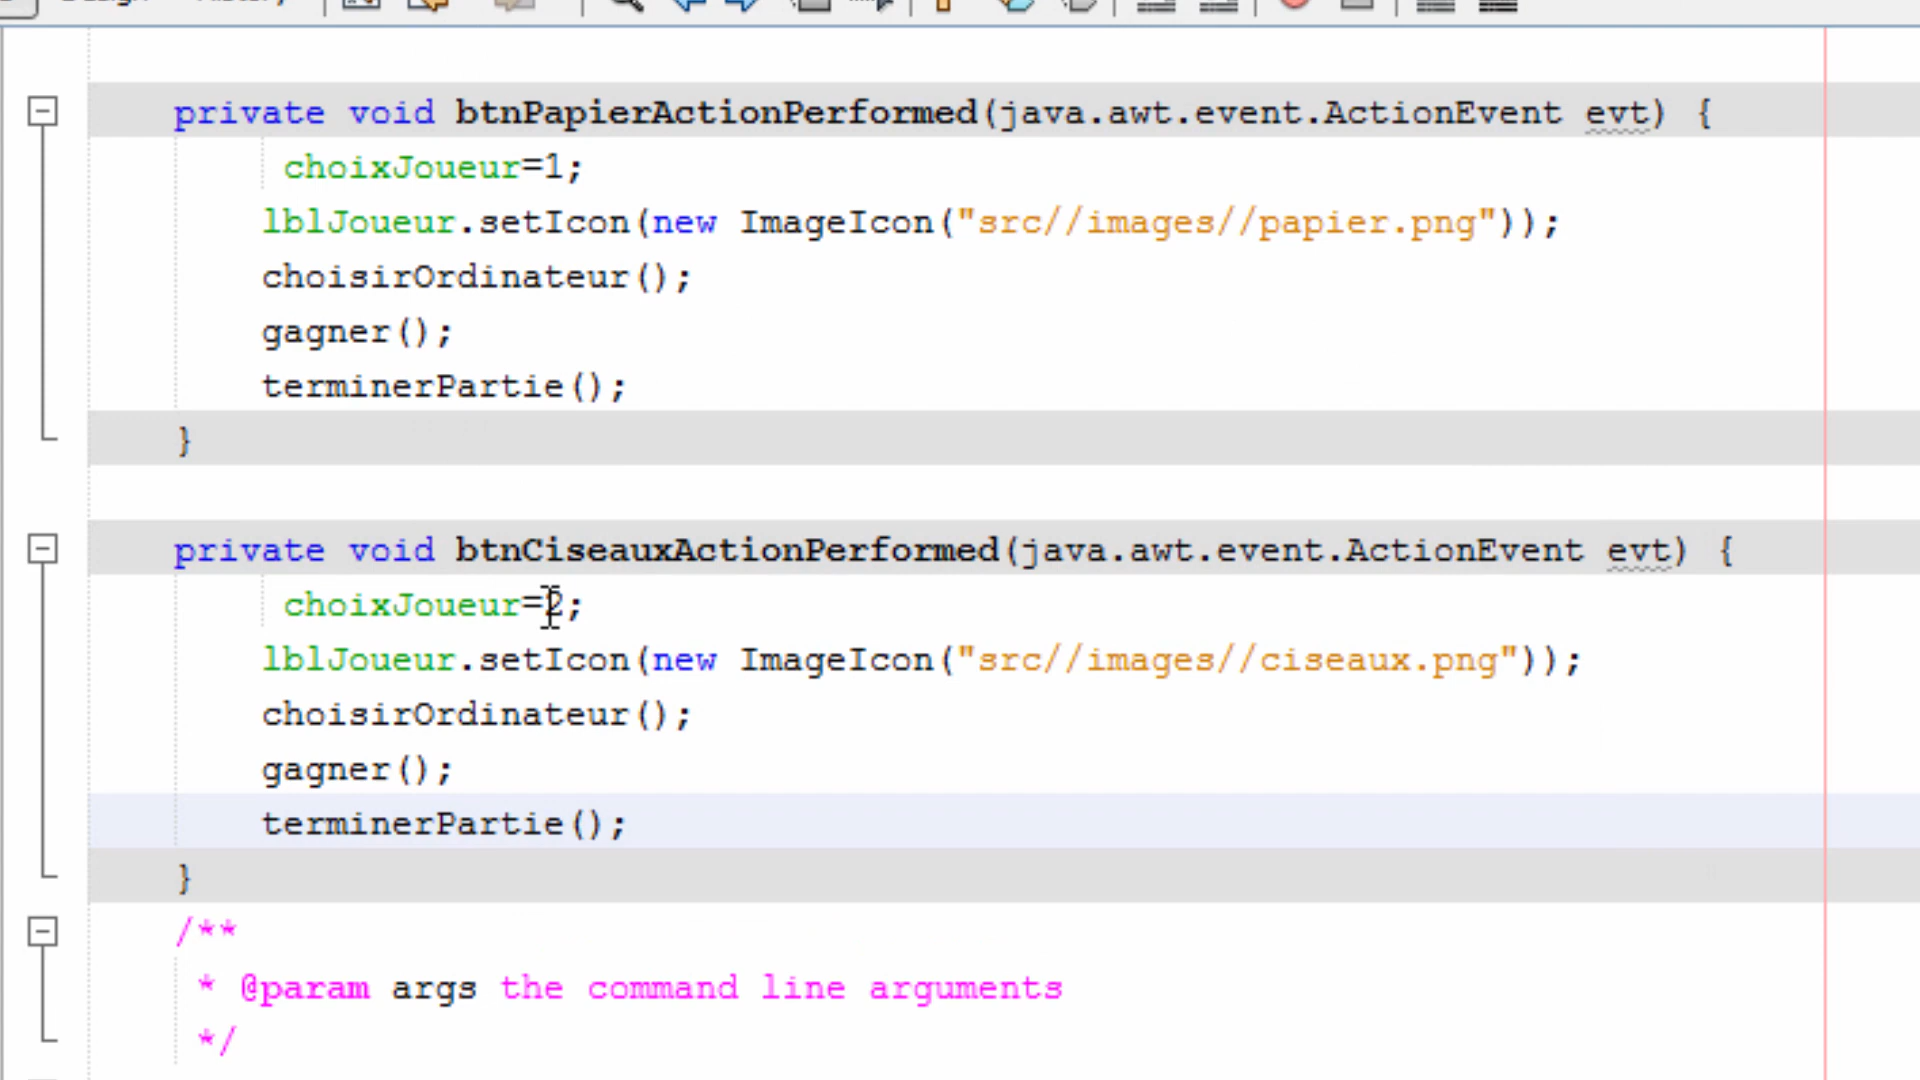 private void btnPapierActionPerformed(java.awt.event.ActionEvent evt) {
choixJoueur=1;
lblJoueur.setIcon(new ImageIcon("src//images//papier.png"));
choisirOrdinateur();
gagner();
terminerPartie();
}
private void btnCiseauxActionPerformed(java.awt.event.ActionEvent evt) {
choixJoueur=2;
lblJoueur.setIcon(new ImageIcon("src//images//ciseaux.png"));
choisirOrdinateur();
gagner();
terminerPartie();
}
/**
* @param args the command line arguments
*/